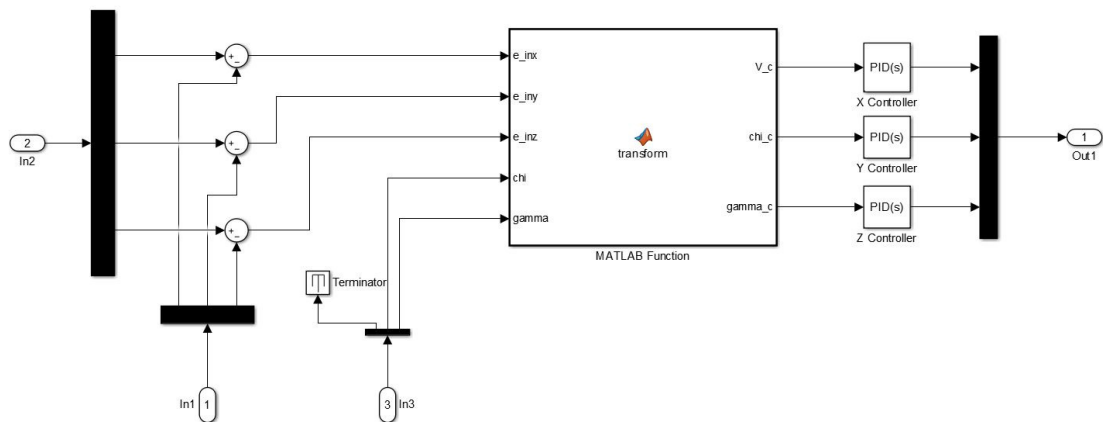 e_inx
e_iny
e_inz
chi
gamma
transform
V_c
chi_c
gamma_c
MATLAB Function
PID(s)
X Controller
PID(s)
Y Controller
PID(s)
Z Controller
2
In2
1
Out1
Terminator
In1
1
3
In3
+
-
+
-
+
-